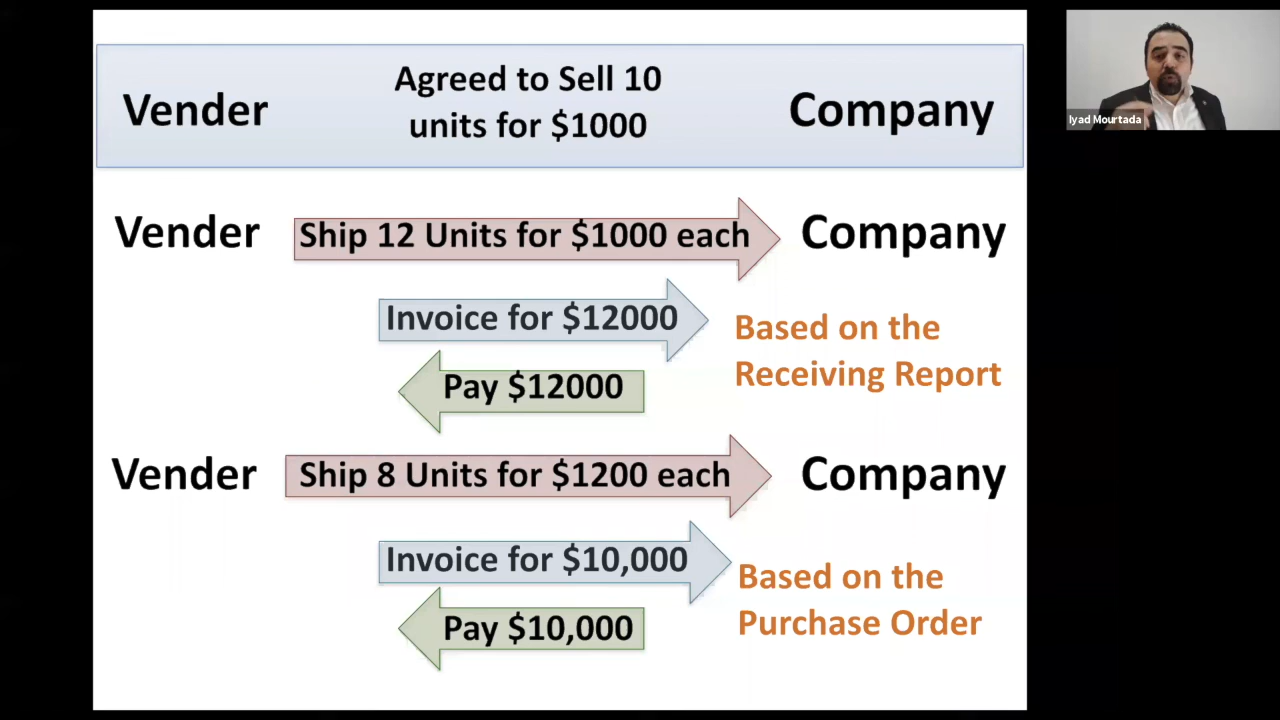 Vender
Agreed to Sell 10
units for $1000
Company
Iyad Mourtada
Vender
Ship 12 Units for $1000 each
Company
Invoice for $12000
Based on the
Receiving Report
Pay $12000
Vender
Ship 8 Units for $1200 each
Company
Invoice for $10,000
Based on the
Purchase Order
Pay $10,000